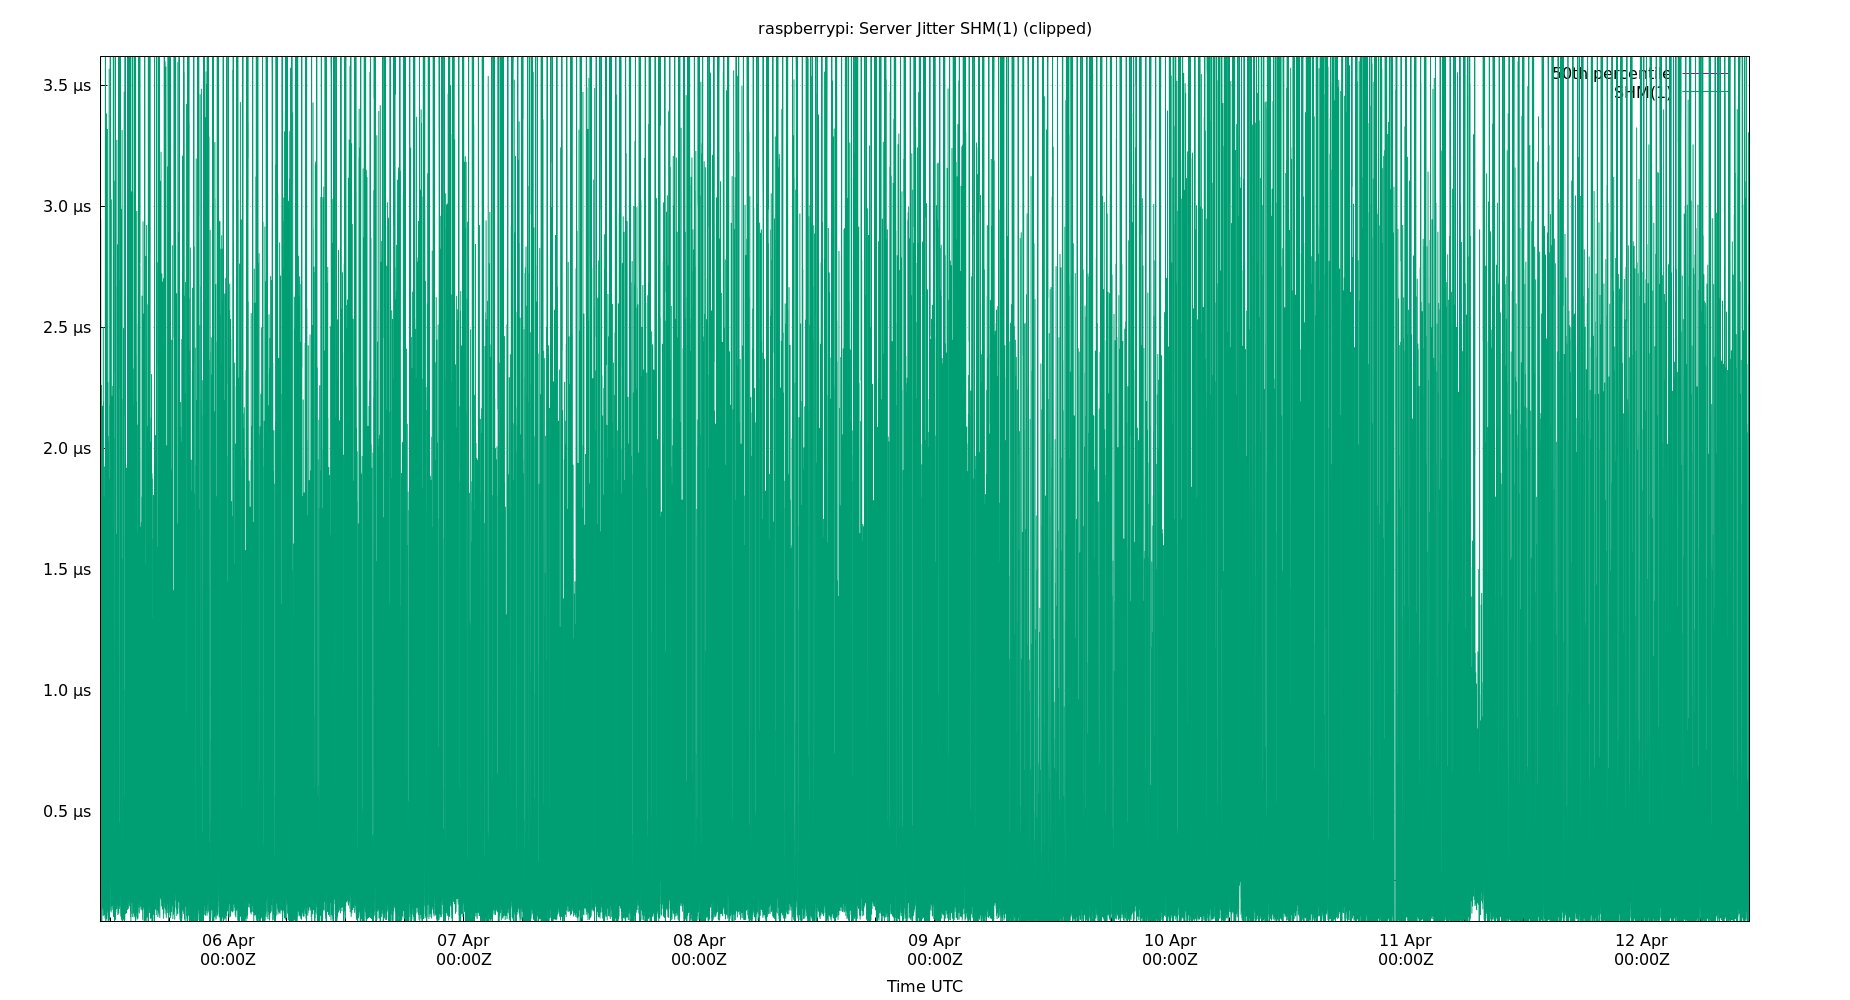 raspberrypi: Server Jitter SHM(1) (clipped)
50th percentile
SHM(1)
3.5 µs
3.0 µs
2.5 µs
2.0 µs
1.5 µs
1.0 µs
0.5 µs
06 Apr 07 Apr 08 Apr 09 Apr 10 Apr 11 Apr 12 Apr
00:00Z 00:00Z 00:00Z 00:00Z 00:00Z 00:00Z 00:00Z
Time UTC